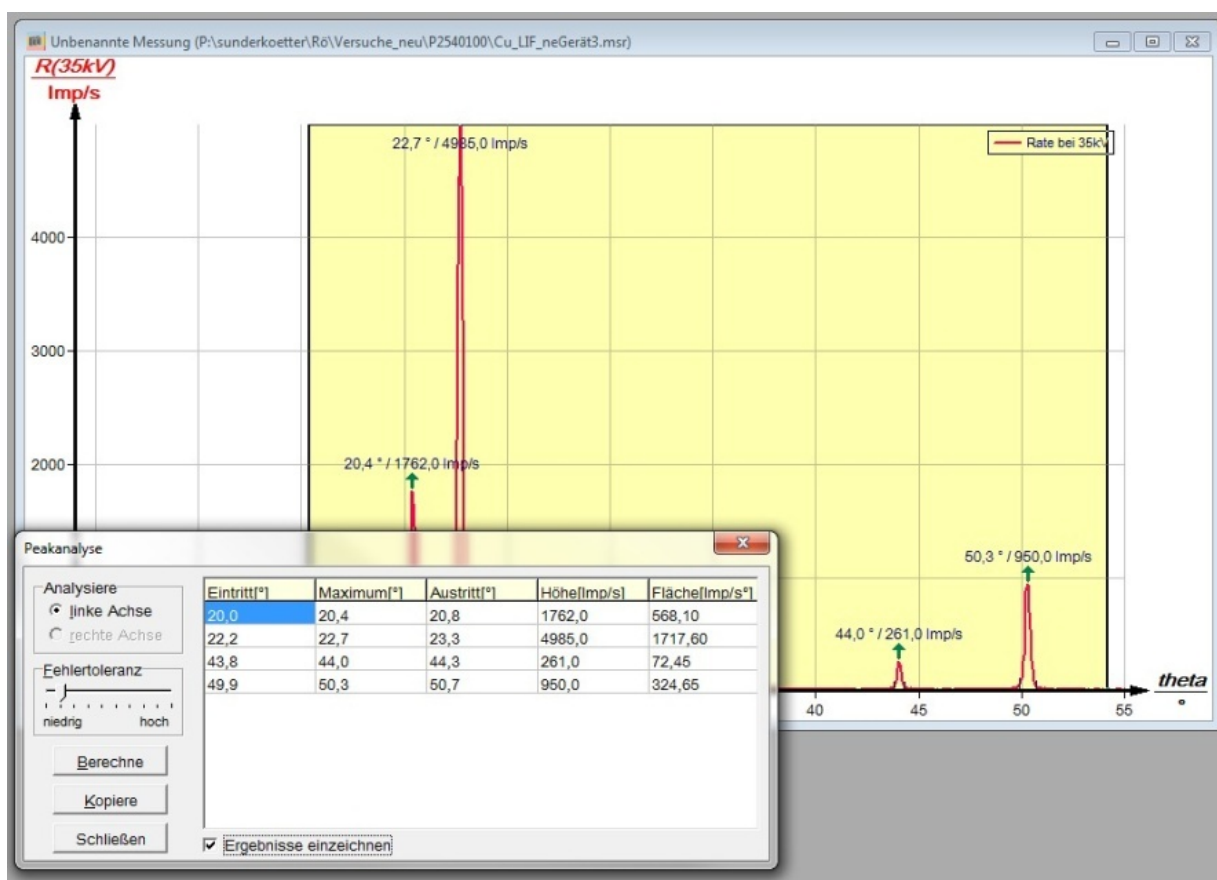 Unbenannte Messung (P:\sunderkoetter\Rö\Versuche_neu\P2540100\Cu_LIF_neGerät3.msr)
R(35kV)
Imp/s
22,7 ° / 4985,0 Imp/s
Rate bei 35kV
4000
3000
20,4 ° / 1762,0 Imp/s
2000
50,3 ° / 950,0 Imp/s
44,0 ° / 261,0 Imp/s
theta
°
40 45 50 55
Peakanalyse
Analysiere
linke Achse
rechte Achse
Fehlertoleranz
niedrig hoch
Berechne
Kopiere
Schließen
Eintritt[°] Maximum[°] Austritt[°] Höhe[Imp/s] Fläche[Imp/s°]
20,0 20,4 20,8 1762,0 568,10
22,2 22,7 23,3 4985,0 1717,60
43,8 44,0 44,3 261,0 72,45
49,9 50,3 50,7 950,0 324,65
Ergebnisse einzeichnen